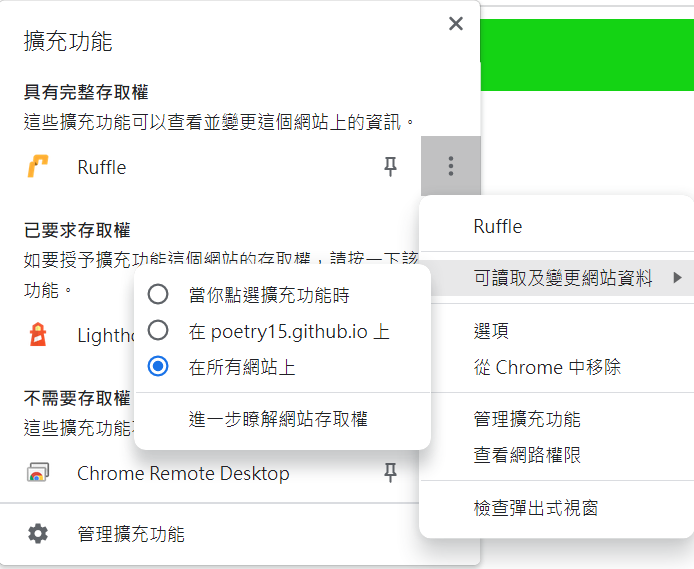 擴充功能
具有完整存取權
這些擴充功能可以查看並變更這個網站上的資訊。
Ruffle
已要求存取權
如要授予擴充功能這個網站的存取權，請按一下該
功能。
Lightho
不需要存取權
這些擴充功能
Chrome Remote Desktop
管理擴充功能
Ruffle
可讀取及變更網站資料
選項
從 Chrome 中移除
管理擴充功能
查看網路權限
檢查彈出式視窗
當你點選擴充功能時
在 poetry15.github.io 上
在所有網站上
進一步瞭解網站存取權